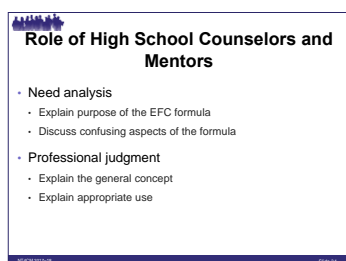 Role of High School Counselors and
Mentors
• Need analysis
• Explain purpose of the EFC formula
• Discuss confusing aspects of the formula
• Professional judgment
• Explain the general concept
• Explain appropriate use